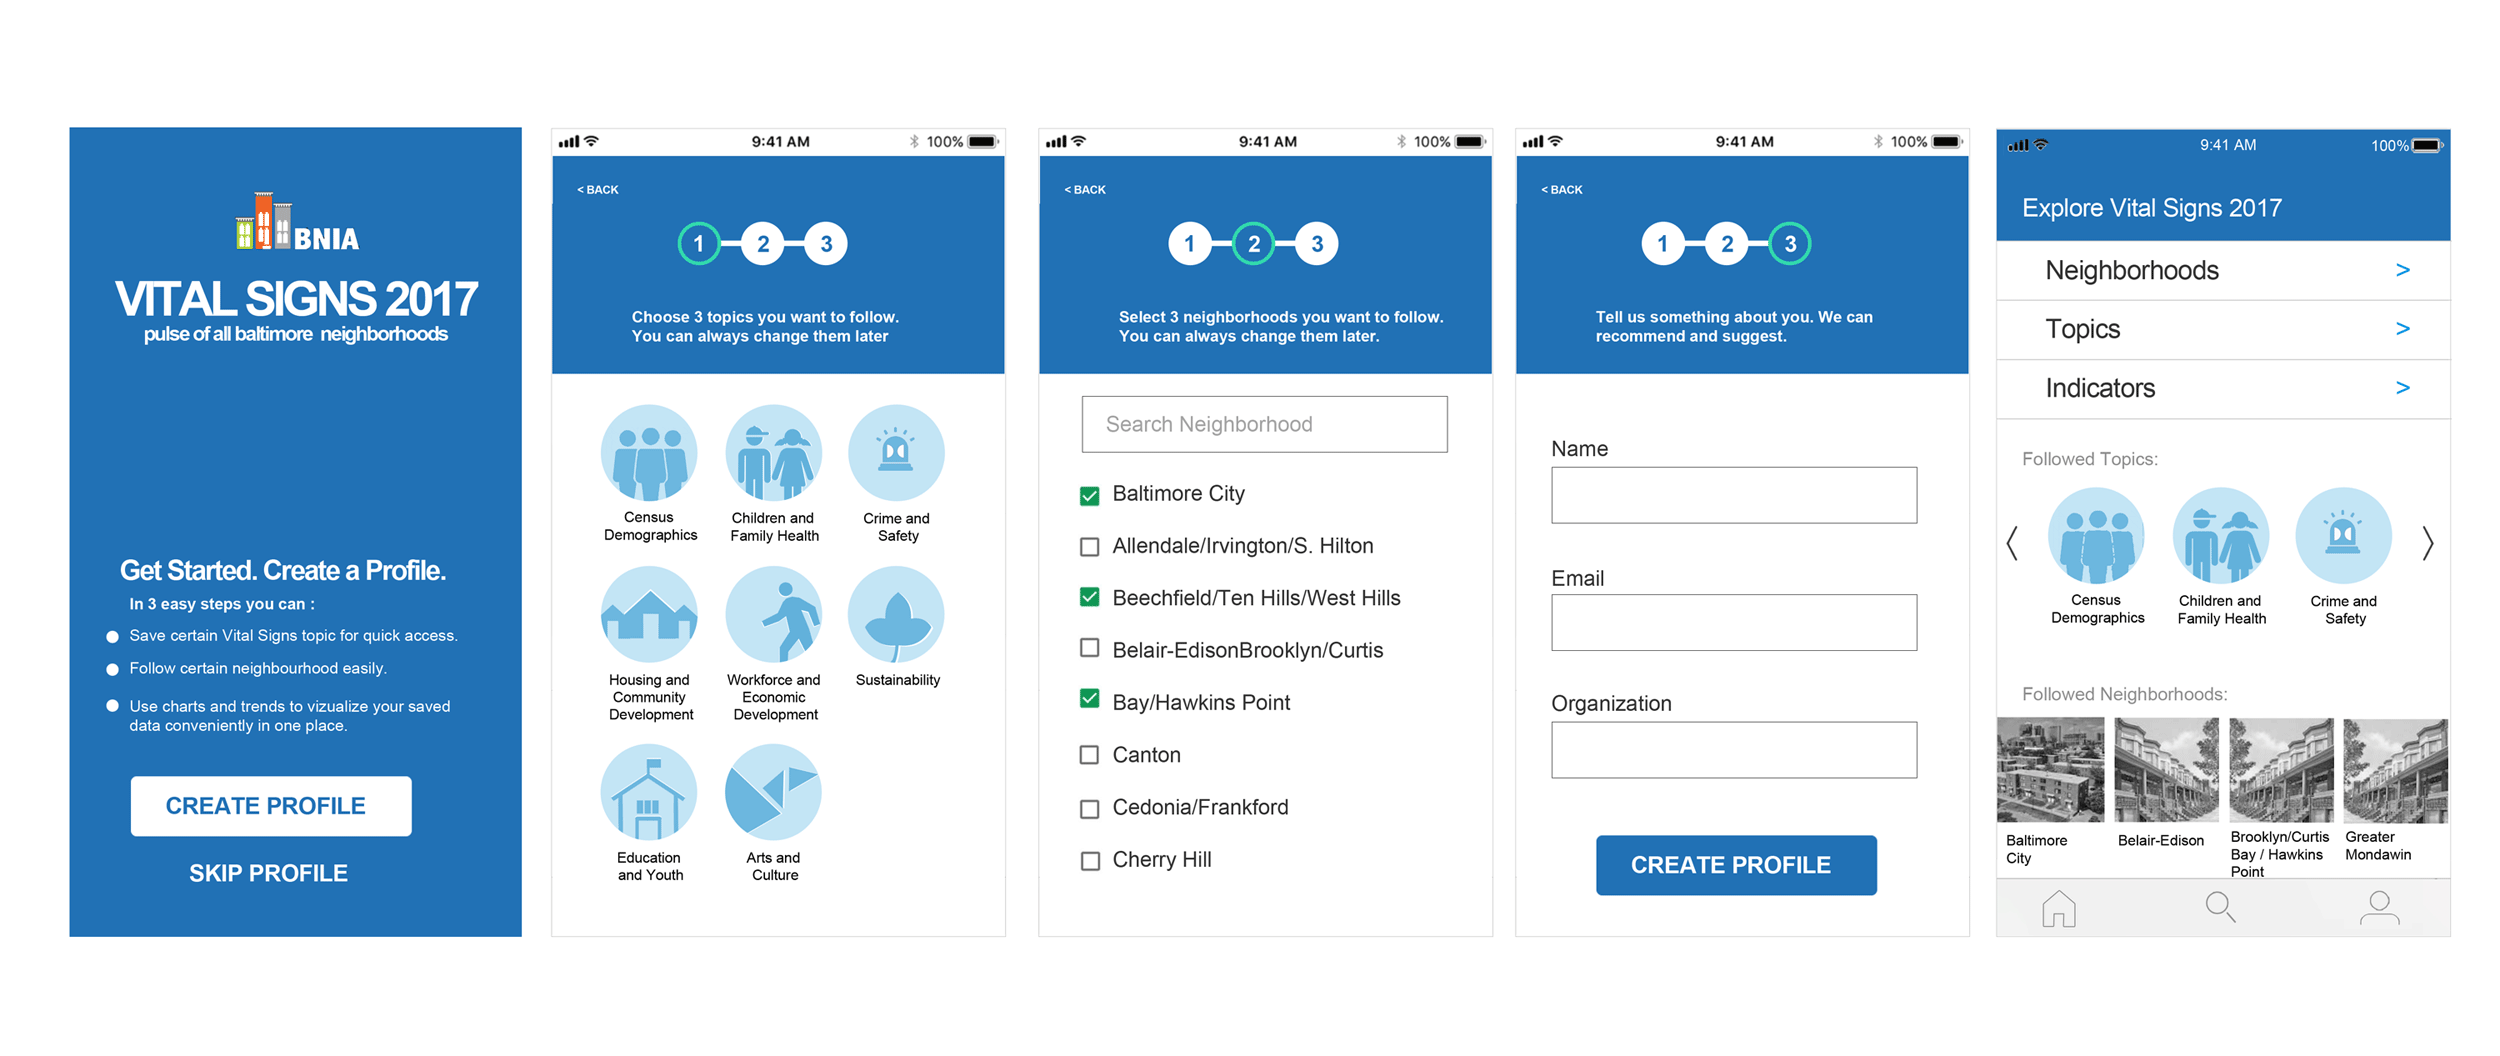 BNIA
VITAL SIGNS 2017
pulse of all baltimore neighborhoods
Get Started. Create a Profile.
In 3 easy steps you can :
Save certain Vital Signs topic for quick access.
Follow certain neighbourhood easily.
Use charts and trends to vizualize your saved
data conveniently in one place.
CREATE PROFILE
SKIP PROFILE
9:41 AM
100%
< BACK
1 2 3
Choose 3 topics you want to follow.
You can always change them later
Census
Demographics
Children and
Family Health
Crime and
Safety
Housing and
Community
Development
Workforce and
Economic
Development
Sustainability
Education
and Youth
Arts and
Culture
9:41 AM
100%
< BACK
1 2 3
Select 3 neighborhoods you want to follow.
You can always change them later.
Search Neighborhood
Baltimore City
Allendale/Irvington/S. Hilton
Beechfield/Ten Hills/West Hills
Belair-EdisonBrooklyn/Curtis
Bay/Hawkins Point
Canton
Cedonia/Frankford
Cherry Hill
9:41 AM
100%
< BACK
1 2 3
Tell us something about you. We can
recommend and suggest.
Name
Email
Organization
CREATE PROFILE
9:41 AM
100%
Explore Vital Signs 2017
Neighborhoods >
Topics >
Indicators >
Followed Topics:
Census
Demographics
Children and
Family Health
Crime and
Safety
Followed Neighborhoods:
Baltimore
City
Belair-Edison
Brooklyn/Curtis
Bay / Hawkins
Point
Greater
Mondawin